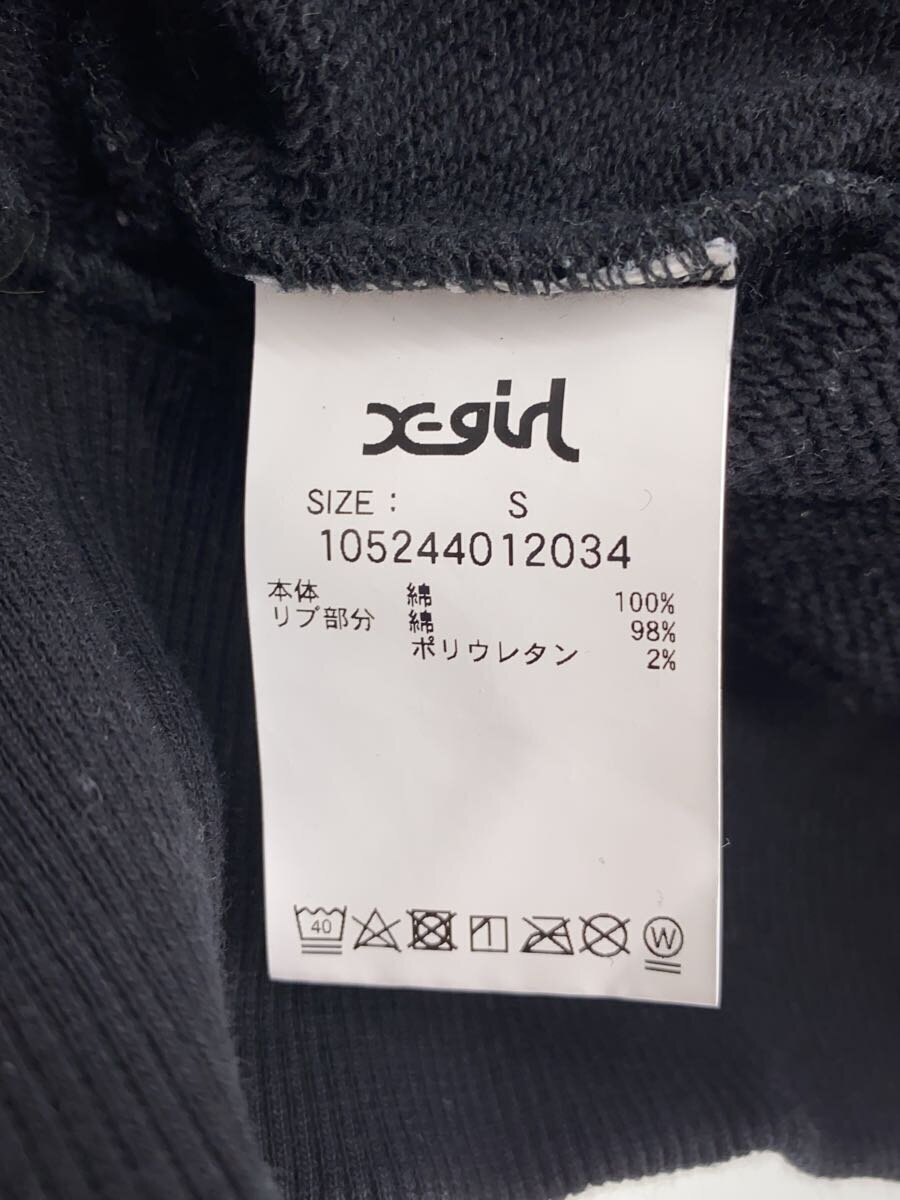 X-girl
SIZE : S
105244012034
本体 綿 100%
リブ部分 綿 98%
ポリウレタン 2%
40
W